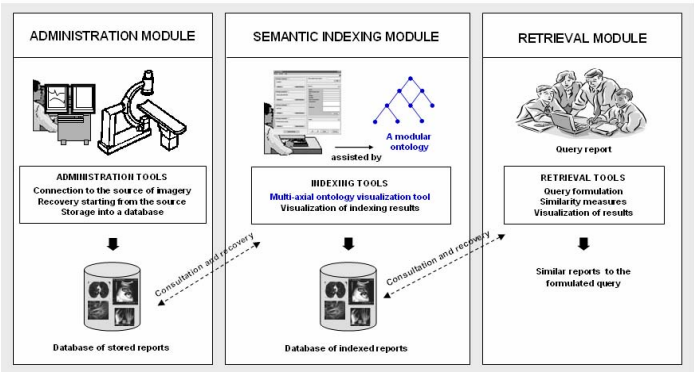 ADMINISTRATION MODULE
ADMINISTRATION TOOLS
Connection to the source of imagery
Recovery starting from the source
Storage into a database
Consultation and recovery
Database of stored reports
SEMANTIC INDEXING MODULE
assisted by
A modular
ontology
INDEXING TOOLS
Multi-axial ontology visualization tool
Visualization of indexing results
Consultation and recovery
Database of indexed reports
RETRIEVAL MODULE
Query report
RETRIEVAL TOOLS
Query formulation
Similarity measures
Visualization of results
Similar reports to the
formulated query